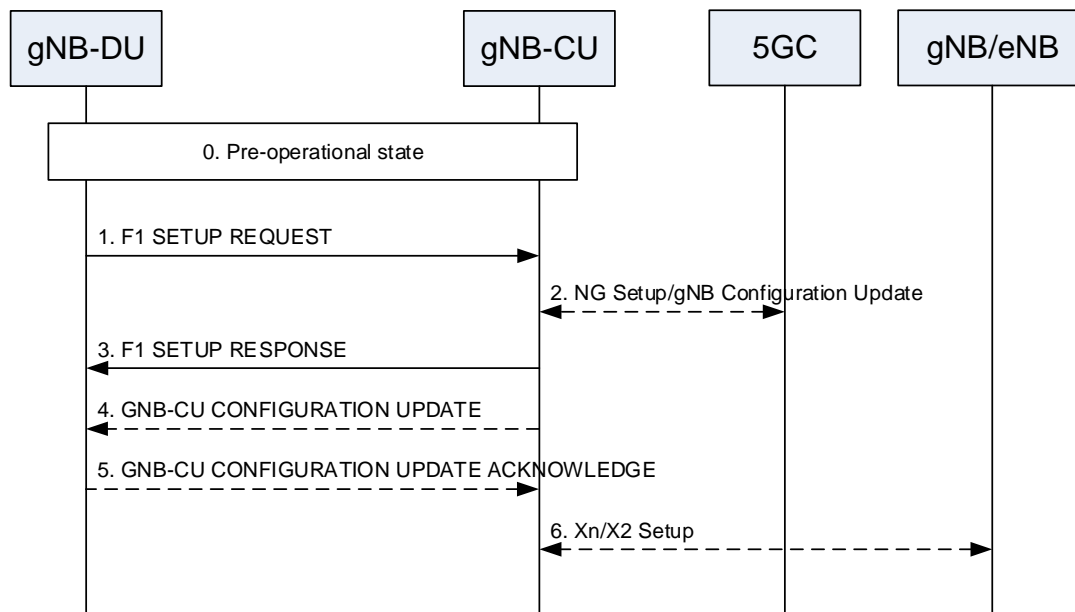 gNB-DU
gNB-CU
5GC
gNB/eNB
0. Pre-operational state
1. F1 SETUP REQUEST
2. NG Setup/gNB Configuration Update
3. F1 SETUP RESPONSE
4. GNB-CU CONFIGURATION UPDATE
5. GNB-CU CONFIGURATION UPDATE ACKNOWLEDGE
6. Xn/X2 Setup